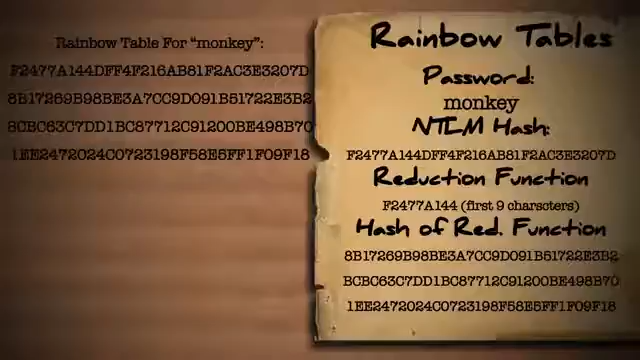 Rainbow Table For "monkey":
F2477A144DFF4F216AB81F2AC3E3207D
8B17269B98BE3A7CC9D091B51722E3B2
8CBC63C7DD1BC87712C91200BE498B70
1EE2472024C0723198F58E5FF1F09F18
Rainbow Tables
Password:
monkey
NTLM Hash:
F2477A144DFF4F216AB81F2AC3E3207D
Reduction Function
F2477A144 (first 9 characters)
Hash of Red. Function
8B17269B98BE3A7CC9D091B51722E3B2
BCBC63C7DD1BC87712C91200BE498B70
1EE2472024C0723198F58E5FF1F09F18